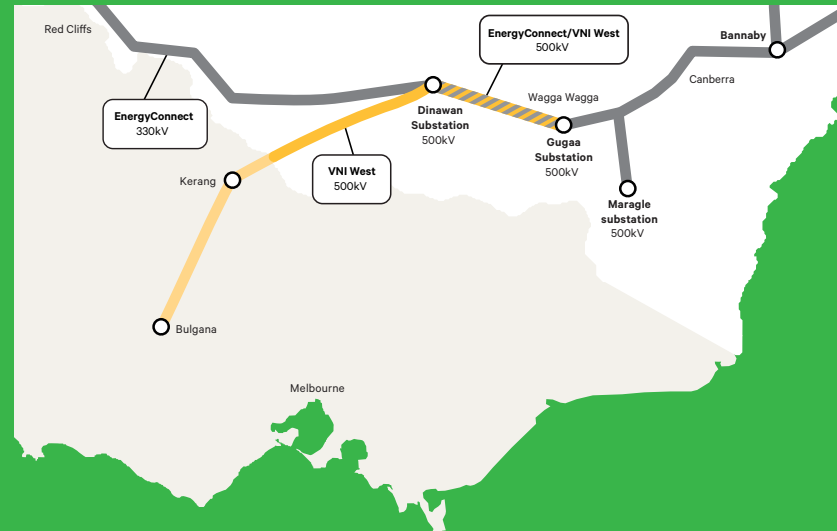 Red Cliffs
EnergyConnect/VNI West
500kV
Bannaby
Canberra
EnergyConnect
330kV
Wagga Wagga
Dinawan
Substation
500kV
Gugaa
Substation
500kV
VNI West
500kV
Kerang
Maragle
substation
500kV
Bulgana
Melbourne